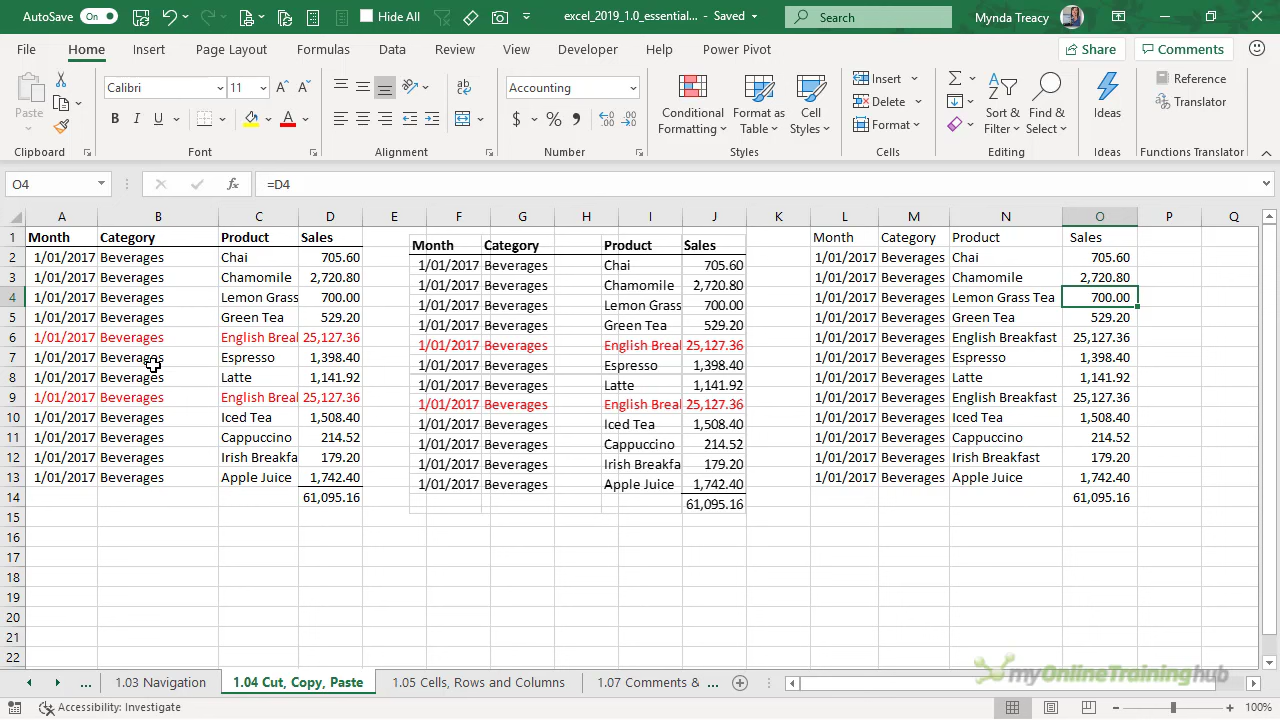 AutoSave On Hide All excel_2019_1.0_essential... - Saved Search Mynda Treacy
File Home Insert Page Layout Formulas Data Review View Developer Help Power Pivot Share Comments
Paste
Clipboard
Calibri 11
B I U A
Font
Alignment
Accounting
$ % ,
Number
Conditional Formatting
Format as Table
Cell Styles
Styles
Insert
Delete
Format
Cells
Sort & Filter
Find & Select
Editing
Ideas
Ideas
Reference
Translator
Functions Translator
O4 fx =D4
A B C D E F G H I J K L M N O P Q
1 Month Category Product Sales Month Category Product Sales Month Category Product Sales
2 1/01/2017 Beverages Chai 705.60 1/01/2017 Beverages Chai 705.60 1/01/2017 Beverages Chai 705.60
3 1/01/2017 Beverages Chamomile 2,720.80 1/01/2017 Beverages Chamomile 2,720.80 1/01/2017 Beverages Chamomile 2,720.80
4 1/01/2017 Beverages Lemon Grass 700.00 1/01/2017 Beverages Lemon Grass 700.00 1/01/2017 Beverages Lemon Grass Tea 700.00
5 1/01/2017 Beverages Green Tea 529.20 1/01/2017 Beverages Green Tea 529.20 1/01/2017 Beverages Green Tea 529.20
6 1/01/2017 Beverages English Breal 25,127.36 1/01/2017 Beverages English Breal 25,127.36 1/01/2017 Beverages English Breakfast 25,127.36
7 1/01/2017 Beverages Espresso 1,398.40 1/01/2017 Beverages Espresso 1,398.40 1/01/2017 Beverages Espresso 1,398.40
8 1/01/2017 Beverages Latte 1,141.92 1/01/2017 Beverages Latte 1,141.92 1/01/2017 Beverages Latte 1,141.92
9 1/01/2017 Beverages English Breal 25,127.36 1/01/2017 Beverages English Breal 25,127.36 1/01/2017 Beverages English Breakfast 25,127.36
10 1/01/2017 Beverages Iced Tea 1,508.40 1/01/2017 Beverages Iced Tea 1,508.40 1/01/2017 Beverages Iced Tea 1,508.40
11 1/01/2017 Beverages Cappuccino 214.52 1/01/2017 Beverages Cappuccino 214.52 1/01/2017 Beverages Cappuccino 214.52
12 1/01/2017 Beverages Irish Breakfa 179.20 1/01/2017 Beverages Irish Breakfa 179.20 1/01/2017 Beverages Irish Breakfast 179.20
13 1/01/2017 Beverages Apple Juice 1,742.40 1/01/2017 Beverages Apple Juice 1,742.40 1/01/2017 Beverages Apple Juice 1,742.40
14 61,095.16 61,095.16 61,095.16
15
16
17
18
19
20
21
22
... 1.03 Navigation 1.04 Cut, Copy, Paste 1.05 Cells, Rows and Columns 1.07 Comments & ...
myOnlineTraininghub
Accessibility: Investigate 100%